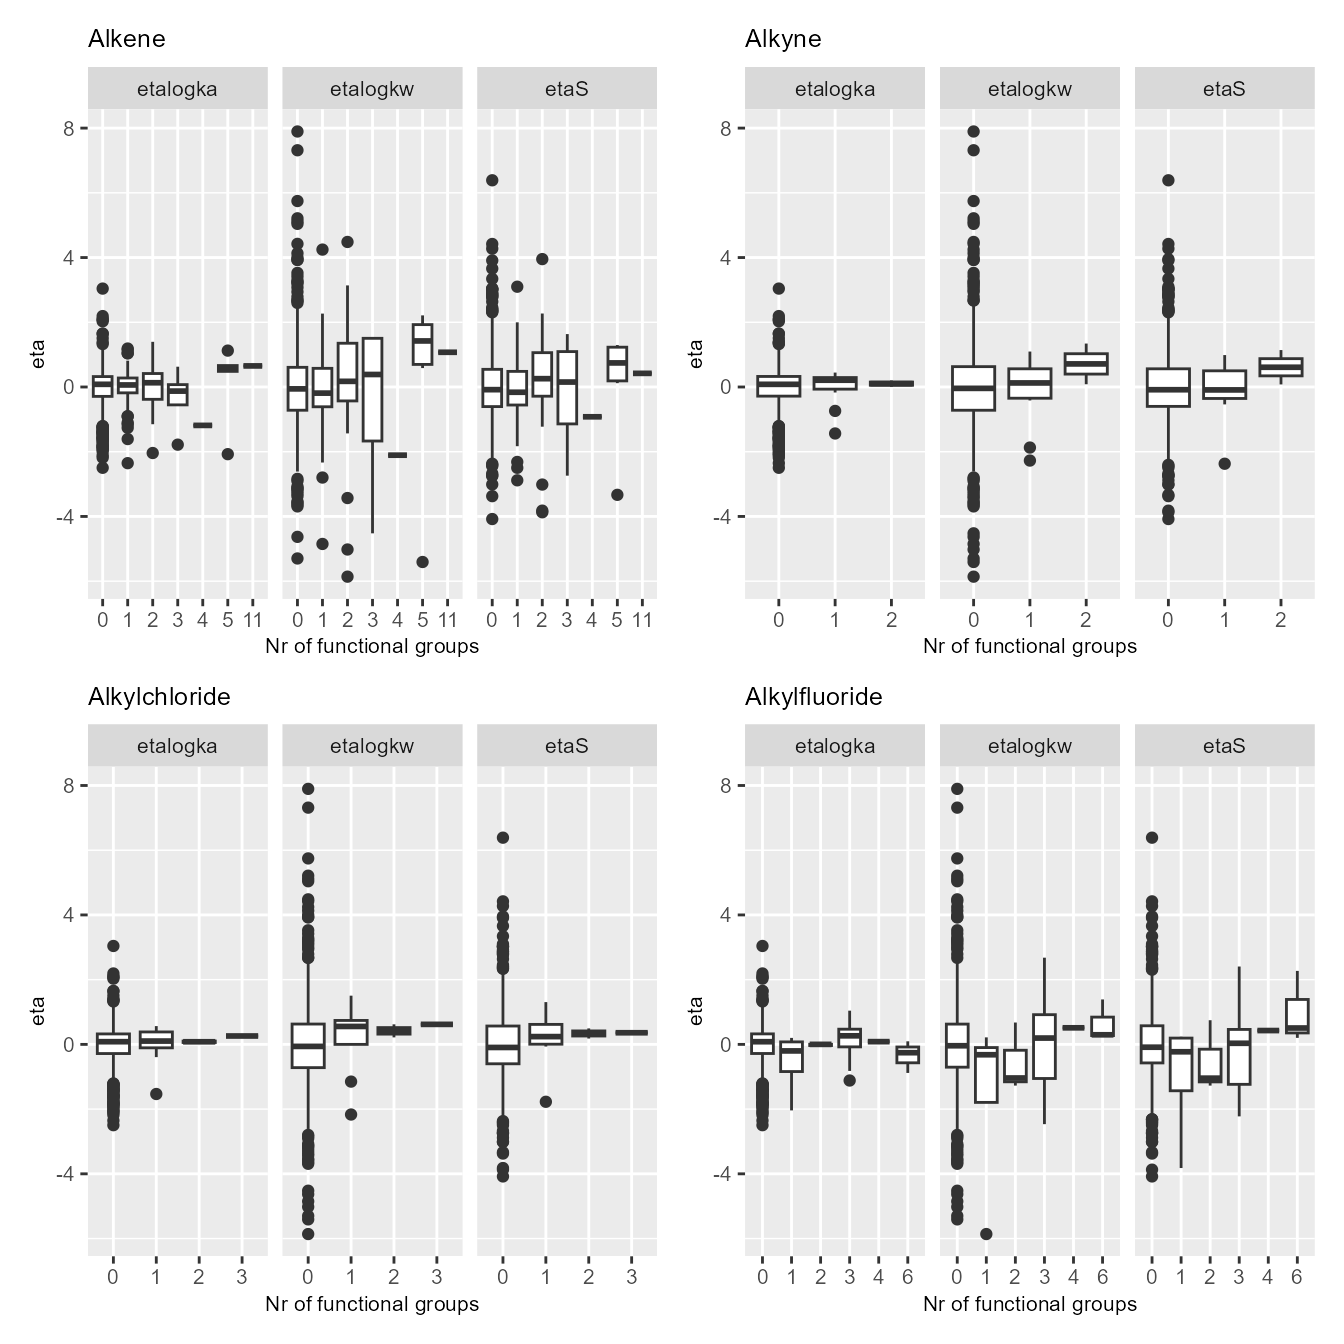 Alkene
etalogka etalogkw etaS
8
4
0
-4
eta
0 1 2 3 4 5 11 0 1 2 3 4 5 11 0 1 2 3 4 5 11
Nr of functional groups
Alkyne
etalogka etalogkw etaS
8
4
0
-4
eta
0 1 2 0 1 2 0 1 2
Nr of functional groups
Alkylchloride
etalogka etalogkw etaS
8
4
0
-4
eta
0 1 2 3 0 1 2 3 0 1 2 3
Nr of functional groups
Alkylfluoride
etalogka etalogkw etaS
8
4
0
-4
eta
0 1 2 3 4 6 0 1 2 3 4 6 0 1 2 3 4 6
Nr of functional groups